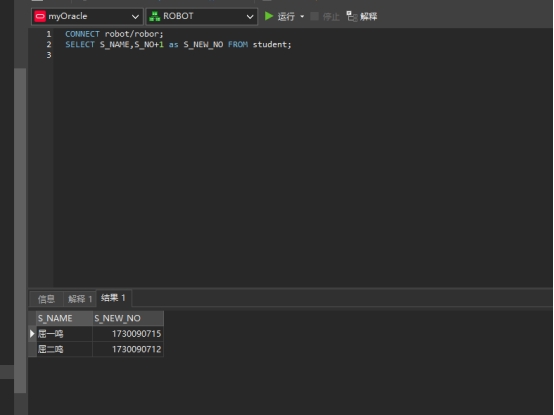 myOracle ROBOT 运行 停止 解释
1 CONNECT robot/robor;
2 SELECT S_NAME,S_NO+1 as S_NEW_NO FROM student;
3
信息 解释 1 结果 1
S_NAME S_NEW_NO
屈一鸣 1730090715
屈二鸣 1730090712